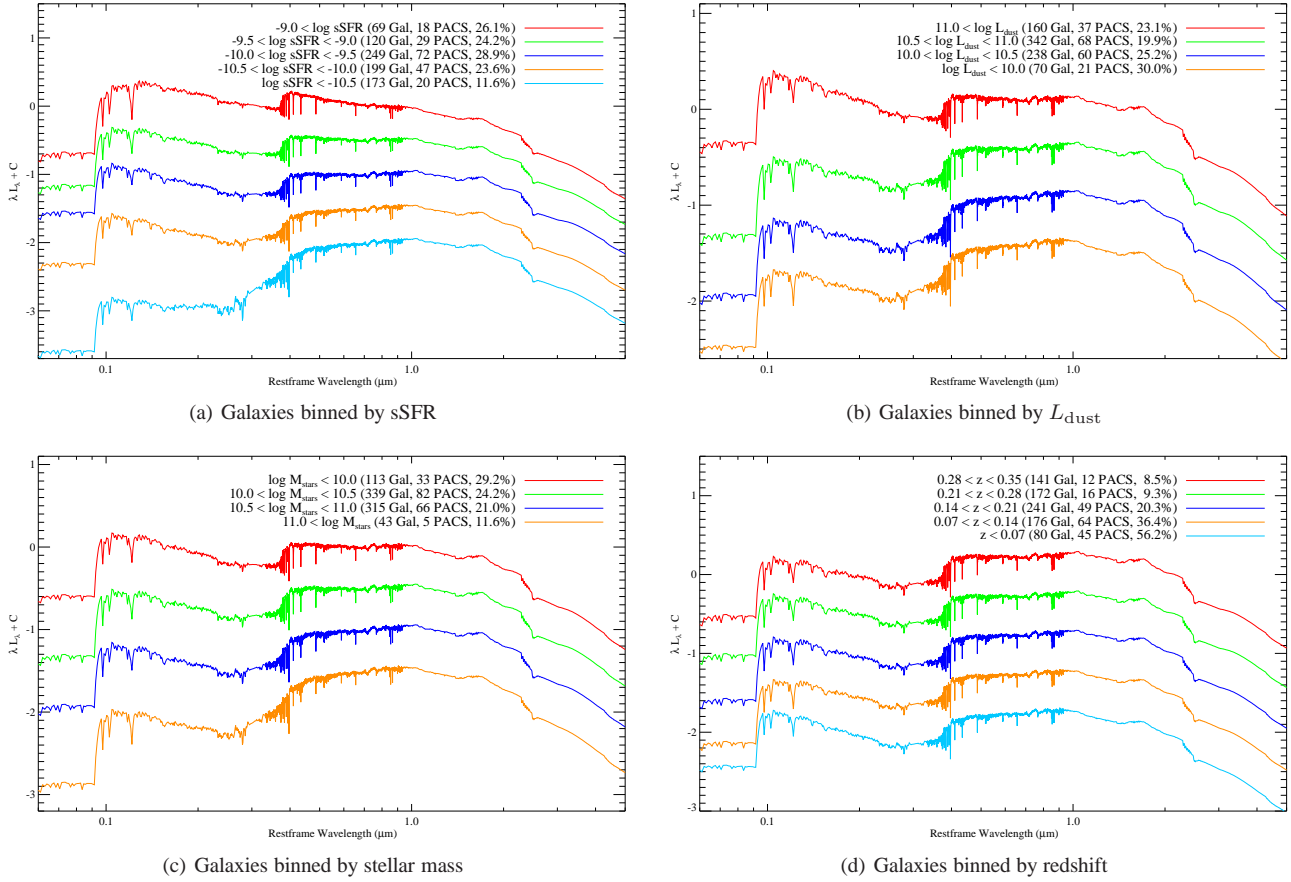 -9.0 < log sSFR (69 Gal, 18 PACS, 26.1%)
-9.5 < log sSFR < -9.0 (120 Gal, 29 PACS, 24.2%)
-10.0 < log sSFR < -9.5 (249 Gal, 72 PACS, 28.9%)
-10.5 < log sSFR < -10.0 (199 Gal, 47 PACS, 23.6%)
log sSFR < -10.5 (173 Gal, 20 PACS, 11.6%)
1
0
-1
-2
-3
λ L_λ + C
0.1
1.0
Restframe Wavelength (μm)
(a) Galaxies binned by sSFR
11.0 < log L_dust (160 Gal, 37 PACS, 23.1%)
10.5 < log L_dust < 11.0 (342 Gal, 68 PACS, 19.9%)
10.0 < log L_dust < 10.5 (238 Gal, 60 PACS, 25.2%)
log L_dust < 10.0 (70 Gal, 21 PACS, 30.0%)
0
-1
-2
λ L_λ + C
0.1
1.0
Restframe Wavelength (μm)
(b) Galaxies binned by L_dust
log M_stars < 10.0 (113 Gal, 33 PACS, 29.2%)
10.0 < log M_stars < 10.5 (339 Gal, 82 PACS, 24.2%)
10.5 < log M_stars < 11.0 (315 Gal, 66 PACS, 21.0%)
11.0 < log M_stars (43 Gal, 5 PACS, 11.6%)
1
0
-1
-2
-3
λ L_λ + C
0.1
1.0
Restframe Wavelength (μm)
(c) Galaxies binned by stellar mass
0.28 < z < 0.35 (141 Gal, 12 PACS, 8.5%)
0.21 < z < 0.28 (172 Gal, 16 PACS, 9.3%)
0.14 < z < 0.21 (241 Gal, 49 PACS, 20.3%)
0.07 < z < 0.14 (176 Gal, 64 PACS, 36.4%)
z < 0.07 (80 Gal, 45 PACS, 56.2%)
1
0
-1
-2
-3
λ L_λ + C
0.1
1.0
Restframe Wavelength (μm)
(d) Galaxies binned by redshift